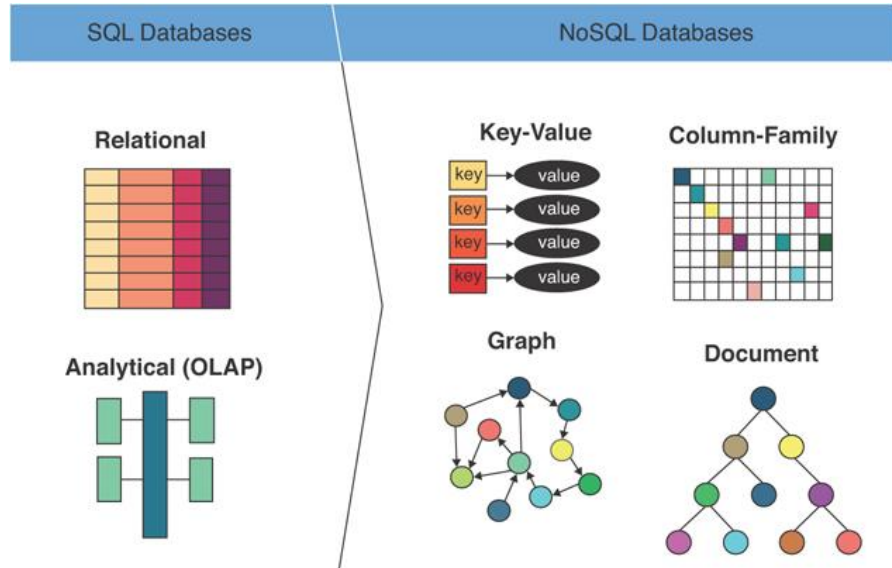 SQL Databases
NoSQL Databases
Relational
Key-Value
key value
key value
key value
key value
Column-Family
Analytical (OLAP)
Graph
Document